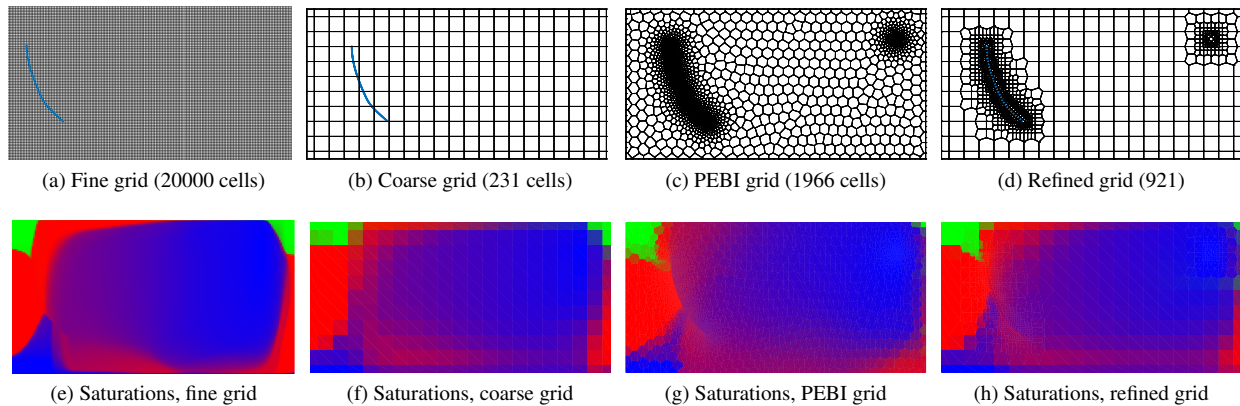 (a) Fine grid (20000 cells)
(b) Coarse grid (231 cells)
(c) PEBI grid (1966 cells)
(d) Refined grid (921)
(e) Saturations, fine grid
(f) Saturations, coarse grid
(g) Saturations, PEBI grid
(h) Saturations, refined grid